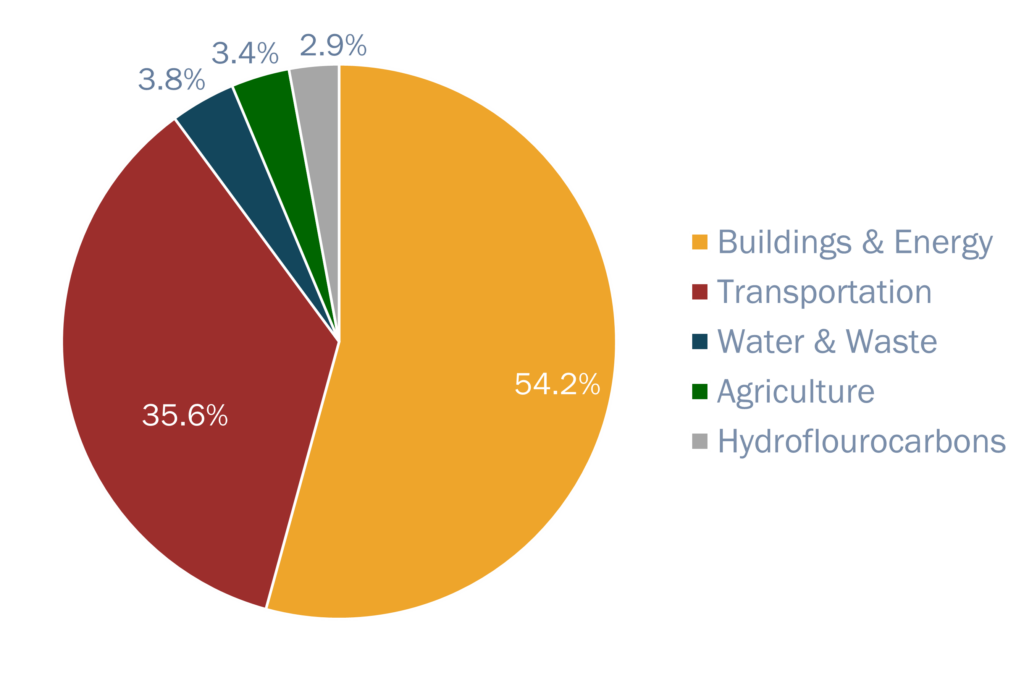 2.9%
3.4%
3.8%
54.2%
35.6%
Buildings & Energy
Transportation
Water & Waste
Agriculture
Hydroflourocarbons